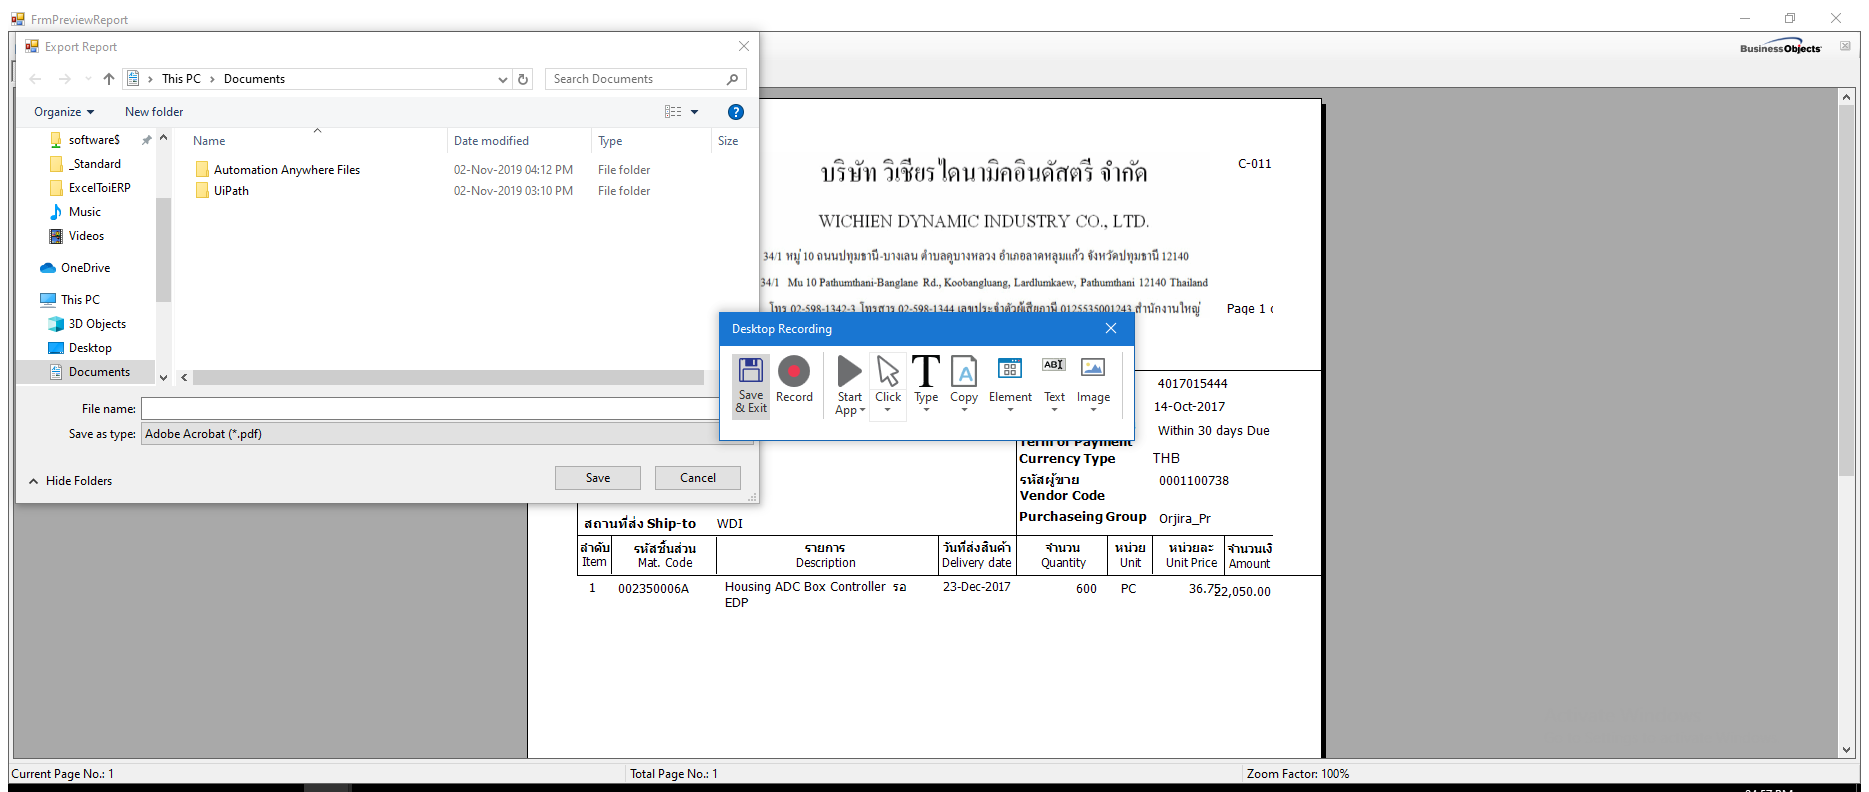 FrmPreviewReport
Export Report
BusinessObjects
This PC > Documents
Search Documents
Organize
New folder
Name
Date modified
Type
Size
software$
_Standard
ExcelToiERP
Music
Videos
OneDrive
This PC
3D Objects
Desktop
Documents
Automation Anywhere Files
02-Nov-2019 04:12 PM
File folder
UiPath
02-Nov-2019 03:10 PM
File folder
File name:
Save as type:
Adobe Acrobat (*.pdf)
Hide Folders
Save
Cancel
บริษัท วิเชียรไดนามิคอินดัสตรี จำกัด
C-011
WICHIEN DYNAMIC INDUSTRY CO., LTD.
34/1 หมู่ 10 ถนนปทุมธานี-บางเลน ตำบลคูบางหลวง อำเภอลาดหลุมแก้ว จังหวัดปทุมธานี 12140
34/1 Mu 10 Pathumthani-Banglane Rd., Koobangluang, Lardlumkaew, Pathumthani 12140 Thailand
โทร 02-598-1342-3 โทรสาร 02-598-1344 เลขประจำตัวผู้เสียภาษี 0125535001243 สำนักงานใหญ่
Page 1
Desktop Recording
Save & Exit
Record
Start App
Click
Type
Copy
Element
ABI
Text
Image
4017015444
14-Oct-2017
Within 30 days Due
Term of Payment
Currency Type
THB
รหัสผู้ขาย
0001100738
Vendor Code
Purchaseing Group
Orjira_Pr
สถานที่ส่ง Ship-to
WDI
ลำดับ
รหัสชิ้นส่วน
รายการ
วันที่ส่งสินค้า
จำนวน
หน่วย
หน่วยละ
จำนวนเงิ
Item
Mat. Code
Description
Delivery date
Quantity
Unit
Unit Price
Amount
1
002350006A
Housing ADC Box Controller รอ
EDP
23-Dec-2017
600
PC
36.75
22,050.00
Current Page No.: 1
Total Page No.: 1
Zoom Factor: 100%